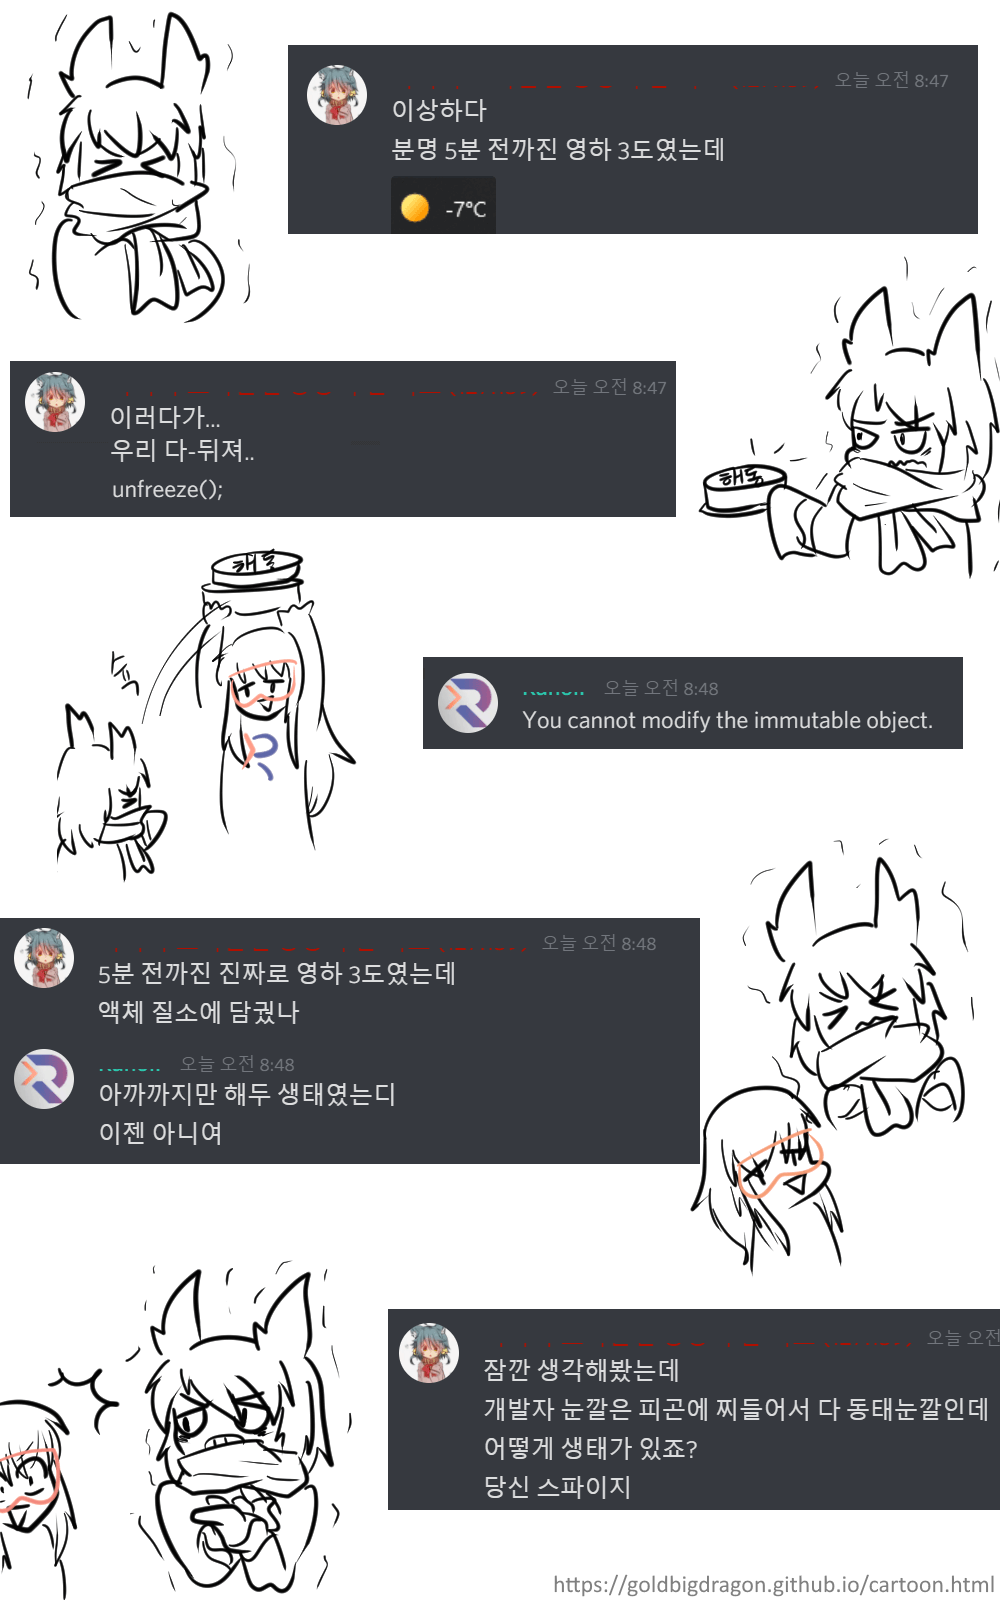 오늘 오전 8:47
이상하다
분명 5분 전까진 영하 3도였는데
-7℃
오늘 오전 8:47
이러다가...
우리 다-뒤져..
unfreeze();
해동
해동
오늘 오전 8:48
You cannot modify the immutable object.
오늘 오전 8:48
5분 전까진 진짜로 영하 3도였는데
액체 질소에 담궜나
오늘 오전 8:48
아까까지만 해두 생태였는디
이젠 아니여
오늘 오전
잠깐 생각해봤는데
개발자 눈깔은 피곤에 찌들어서 다 동태눈깔인데
어떻게 생태가 있죠?
당신 스파이지
https://goldbigdragon.github.io/cartoon.html